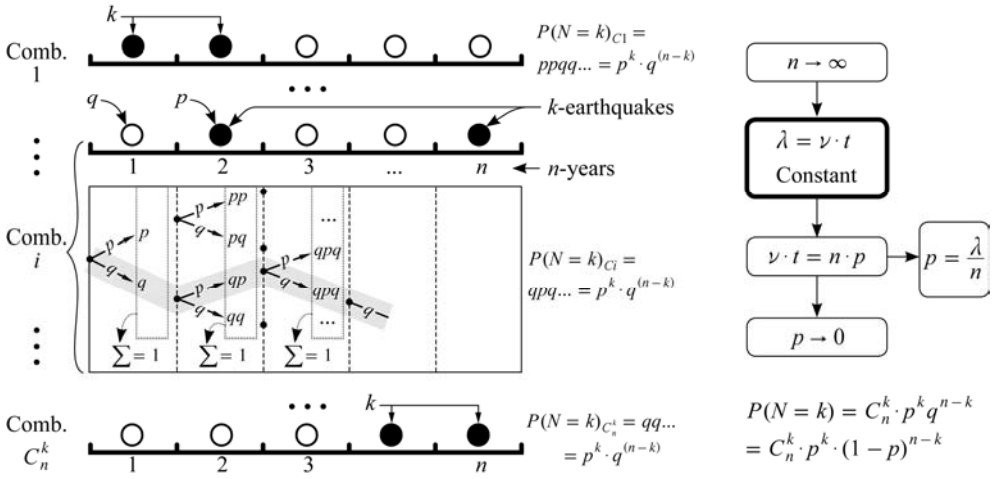 k
Comb.
1
P(N = k)_{C1} =
ppqq... = p^k · q^{(n−k)}
...
q
p
k-earthquakes
1 2 3 ... n
n-years
Comb.
i
p p
q q
p pp
q pq
p qp
q qq
...
p qpq
q qpq
...
q
∑ = 1
∑ = 1
∑ = 1
P(N = k)_{Ci} =
qpq... = p^k · q^{(n−k)}
...
k
Comb.
C_n^k
1 2 3 n
P(N = k)_{C_n^k} = qq...
= p^k · q^{(n−k)}
n → ∞
λ = ν · t
Constant
ν · t = n · p
p = λ/n
p → 0
P(N = k) = C_n^k · p^k q^{n−k}
= C_n^k · p^k · (1 − p)^{n−k}